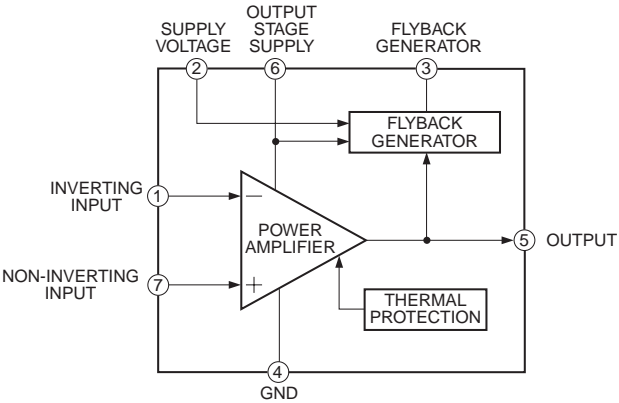 SUPPLY
VOLTAGE
2
OUTPUT
STAGE
SUPPLY
6
FLYBACK
GENERATOR
3
FLYBACK
GENERATOR
INVERTING
INPUT
1
−
POWER
AMPLIFIER
5
OUTPUT
NON-INVERTING
INPUT
7
+
THERMAL
PROTECTION
4
GND